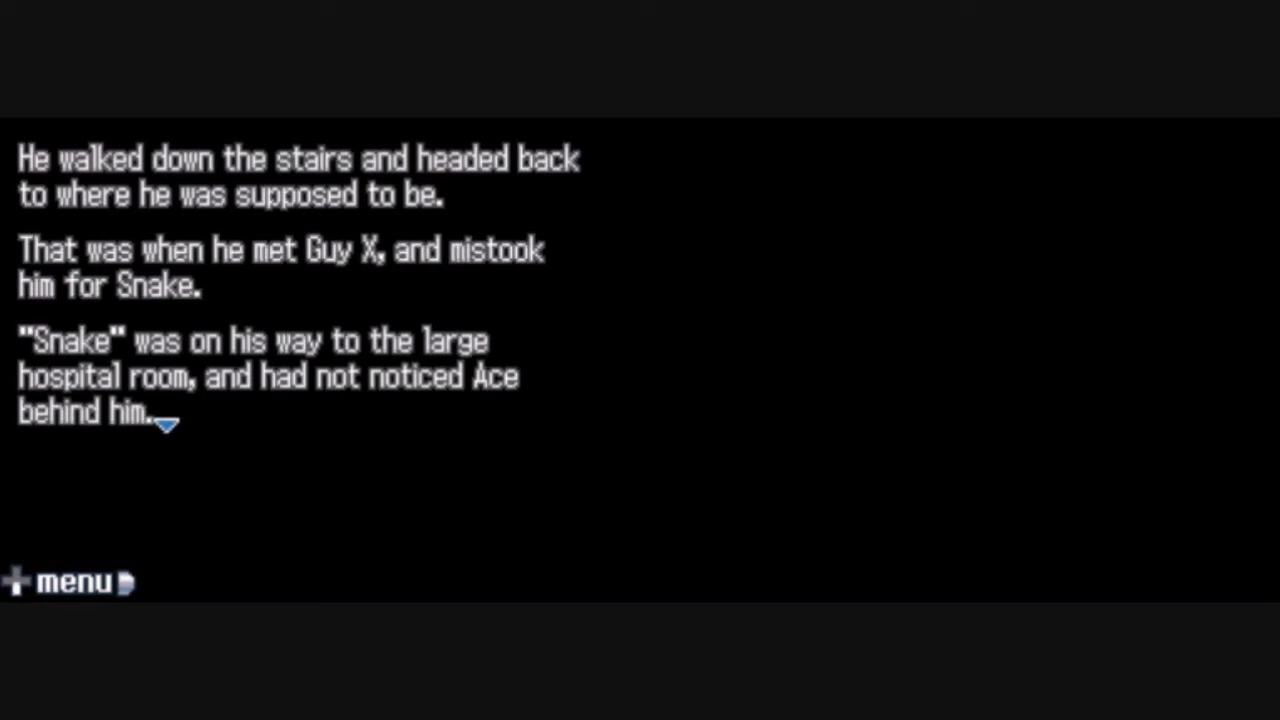 He walked down the stairs and headed back
to where he was supposed to be.
That was when he met Guy X, and mistook
him for Snake.
"Snake" was on his way to the large
hospital room, and had not noticed Ace
behind him.
menu